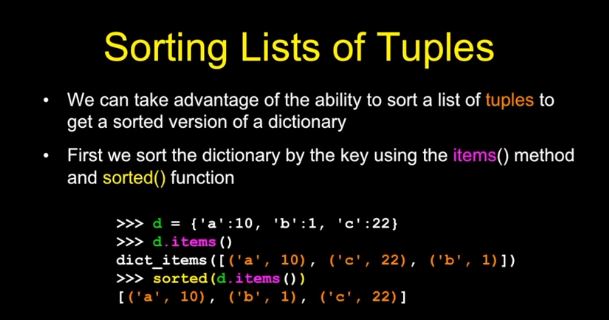 Sorting Lists of Tuples
• We can take advantage of the ability to sort a list of tuples to
get a sorted version of a dictionary
• First we sort the dictionary by the key using the items() method
and sorted() function
>>> d = {'a':10, 'b':1, 'c':22}
>>> d.items()
dict_items([('a', 10), ('c', 22), ('b', 1)])
>>> sorted(d.items())
[('a', 10), ('b', 1), ('c', 22)]